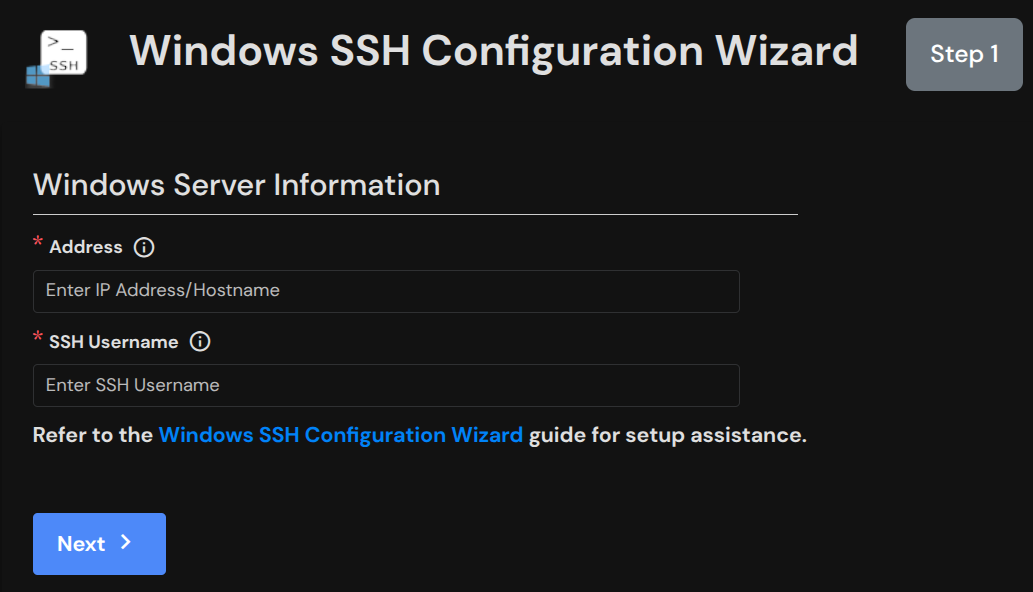 >_
SSH
Windows SSH Configuration Wizard
Step 1
Windows Server Information
* Address
Enter IP Address/Hostname
* SSH Username
Enter SSH Username
Refer to the Windows SSH Configuration Wizard guide for setup assistance.
Next